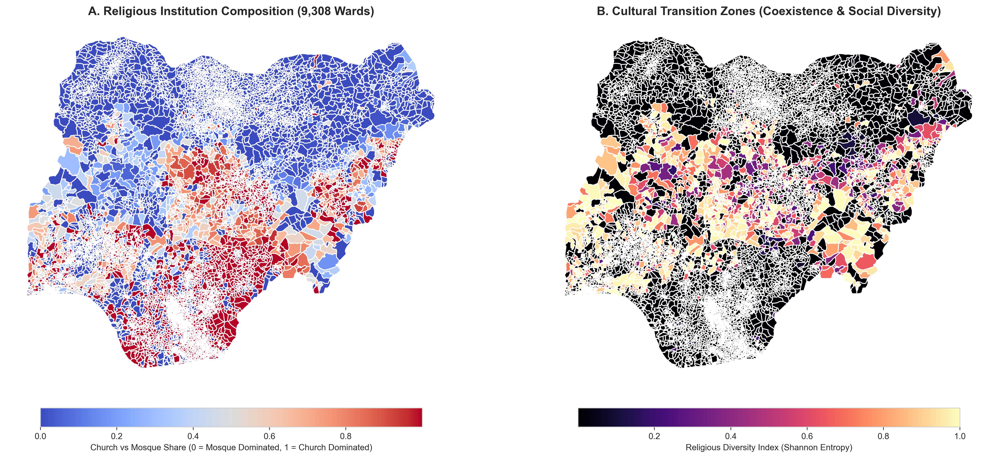 A. Religious Institution Composition (9,308 Wards)
B. Cultural Transition Zones (Coexistence & Social Diversity)
0.0 0.2 0.4 0.6 0.8
Church vs Mosque Share (0 = Mosque Dominated, 1 = Church Dominated)
0.2 0.4 0.6 0.8 1.0
Religious Diversity Index (Shannon Entropy)